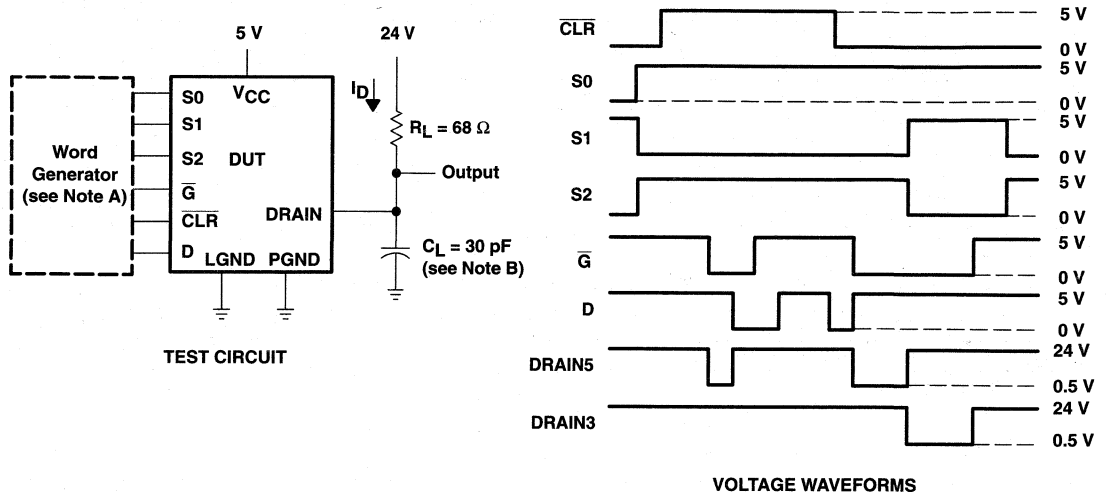 5 V
24 V
Word
Generator
(see Note A)
S0
S1
S2
G
CLR
D
VCC
DUT
DRAIN
LGND
PGND
ID
RL = 68 Ω
Output
CL = 30 pF
(see Note B)
TEST CIRCUIT
CLR
5 V
0 V
S0
5 V
0 V
S1
5 V
0 V
S2
5 V
0 V
G
5 V
0 V
D
5 V
0 V
DRAIN5
24 V
0.5 V
DRAIN3
24 V
0.5 V
VOLTAGE WAVEFORMS